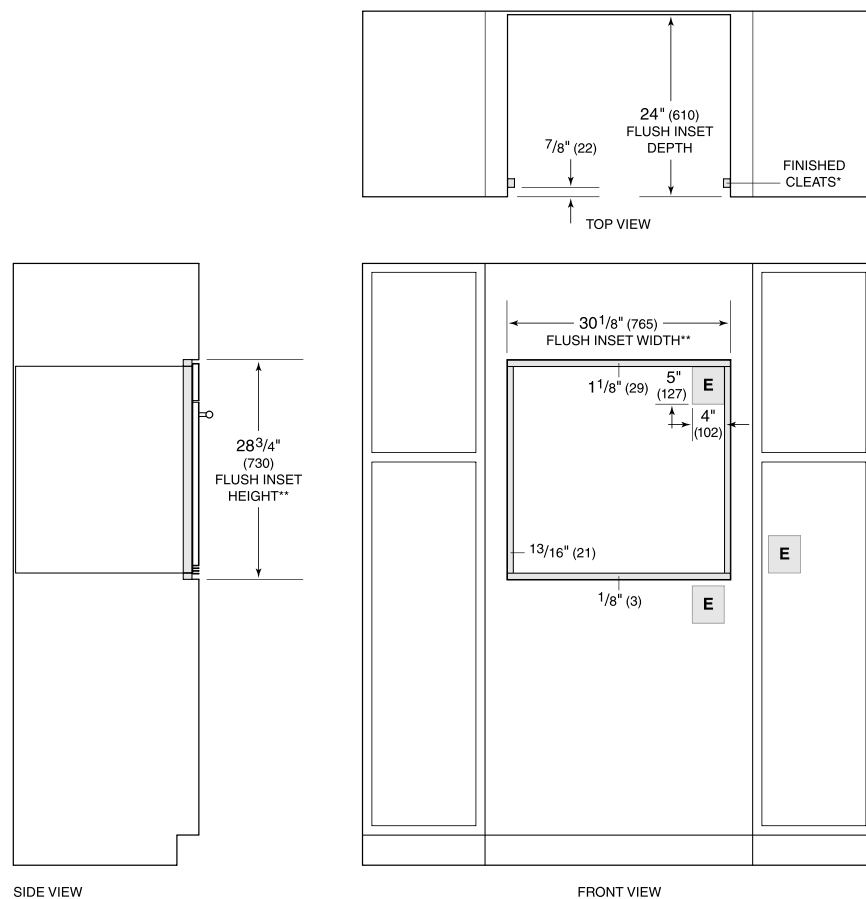 24" (610)
FLUSH INSET
DEPTH
7/8" (22)
FINISHED
CLEATS*
TOP VIEW
30 1/8" (765)
FLUSH INSET WIDTH**
1 1/8" (29)
5"
(127)
E
4"
(102)
28 3/4"
(730)
FLUSH INSET
HEIGHT**
13/16" (21)
E
1/8" (3)
E
SIDE VIEW
FRONT VIEW